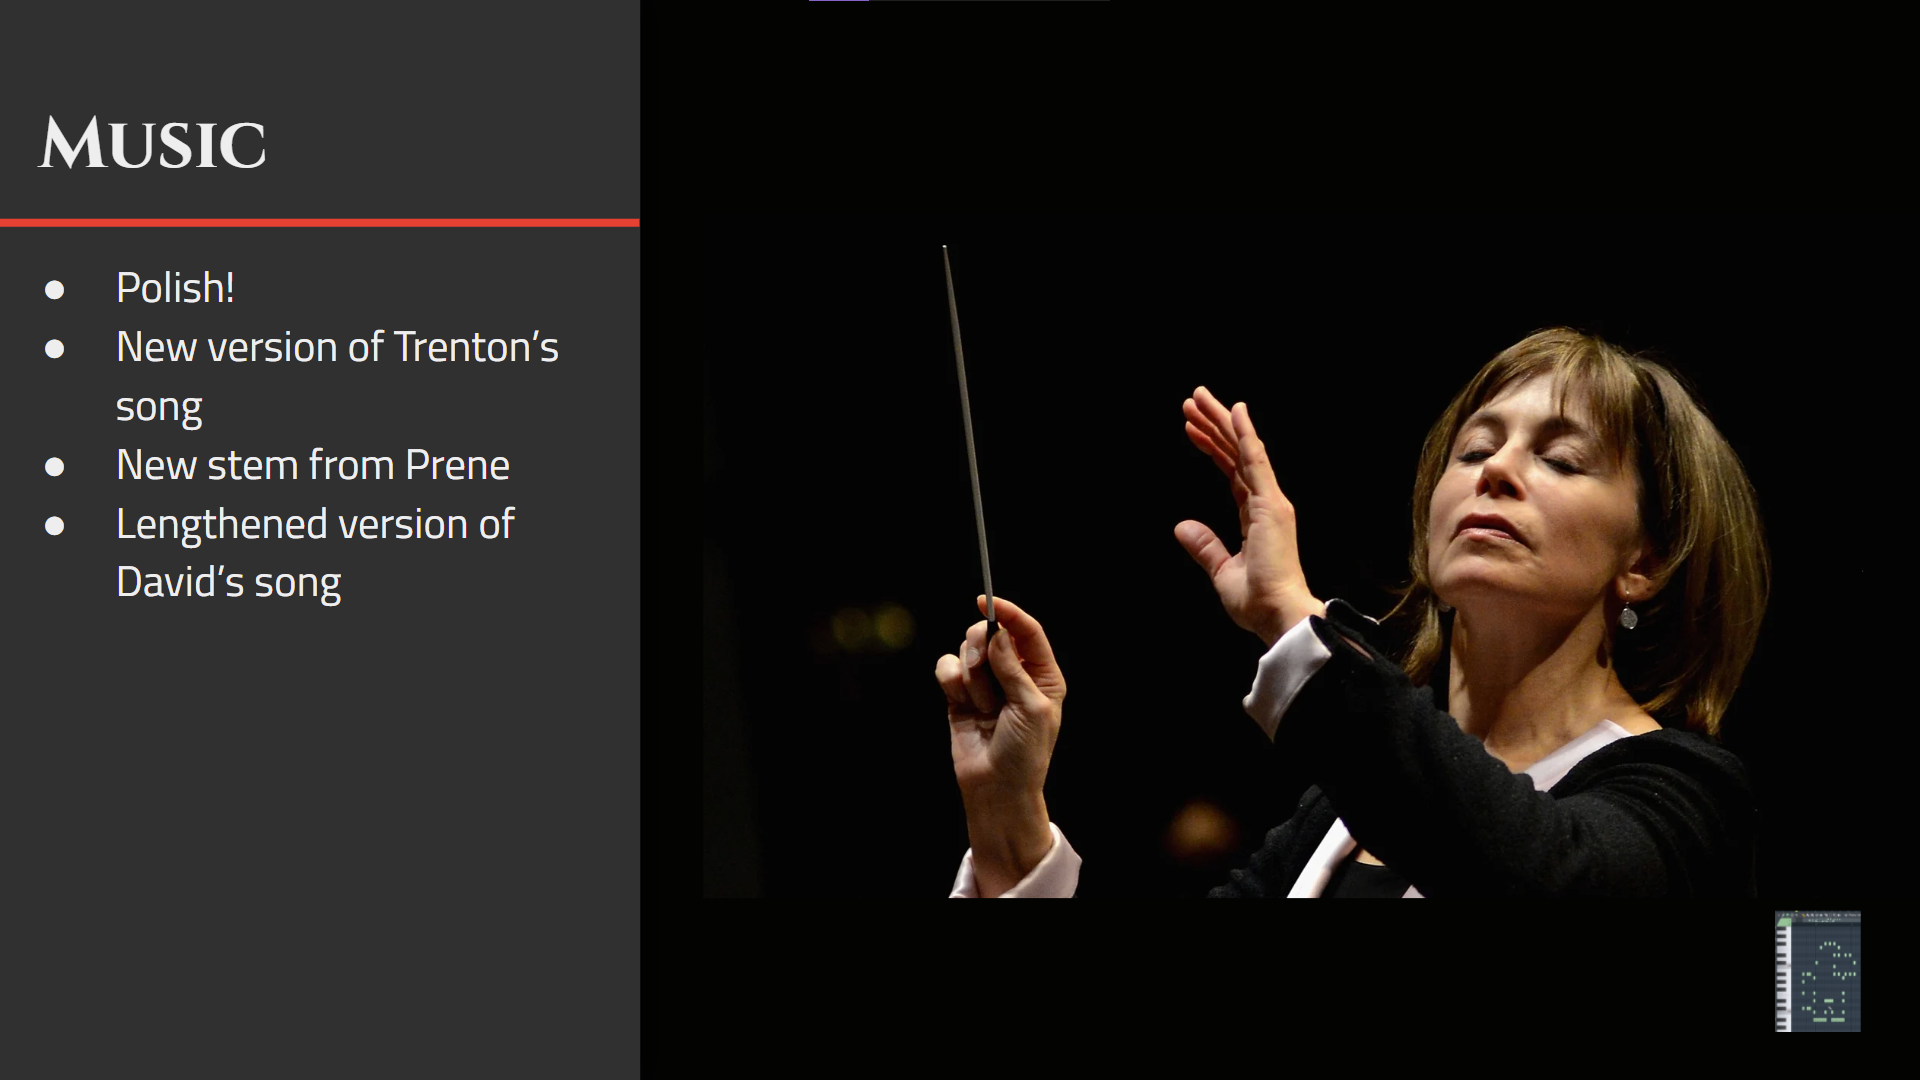 Music
● Polish!
● New version of Trenton’s
song
● New stem from Prene
● Lengthened version of
David’s song